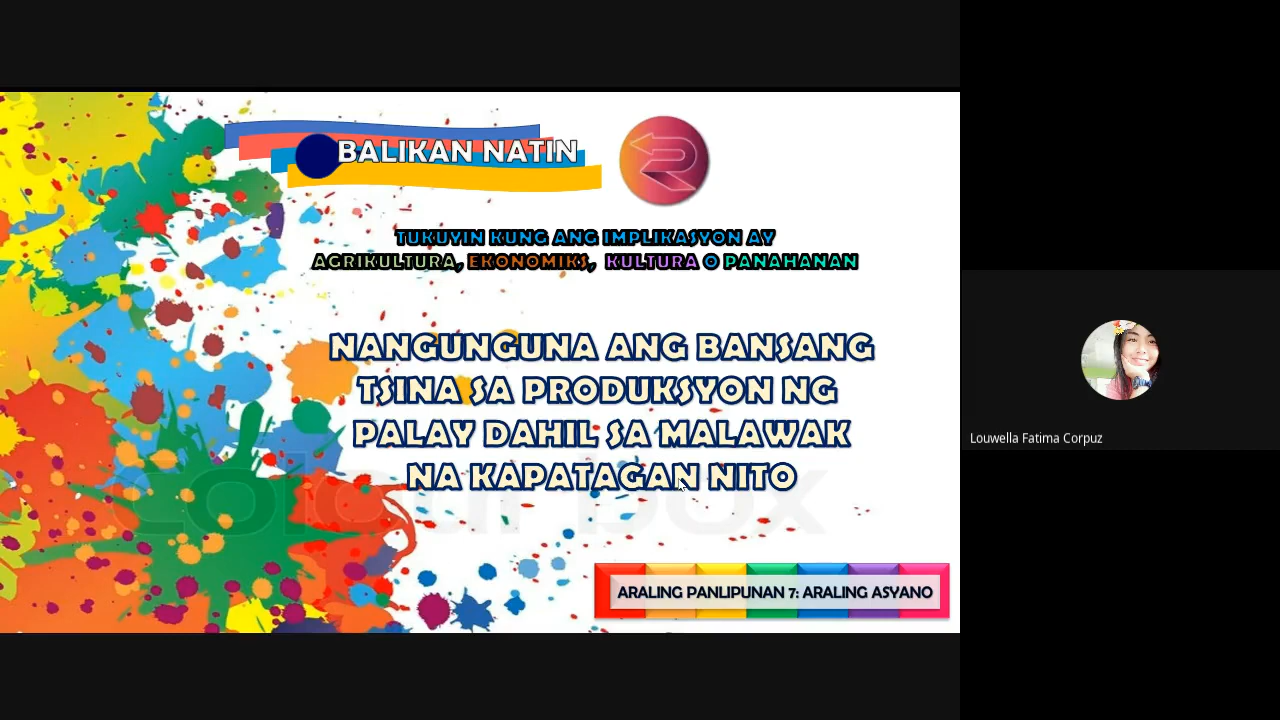 BALIKAN NATIN
R
TUKUYIN KUNG ANG IMPLIKASYON AY
AGRIKULTURA, EKONOMIKS, KULTURA O PANAHANAN
NANGUNGUNA ANG BANSANG
TSINA SA PRODUKSYON NG
PALAY DAHIL SA MALAWAK
NA KAPATAGAN NITO
colourbox
ARALING PANLIPUNAN 7: ARALING ASYANO
Louwella Fatima Corpuz